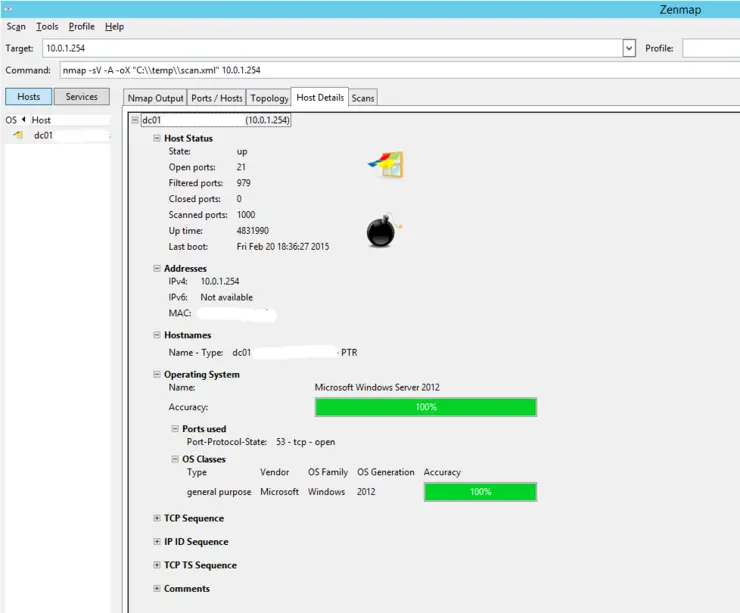 Zenmap
Scan Tools Profile Help
Target: 10.0.1.254 Profile:
Command: nmap -sV -A -oX "C:\\temp\\scan.xml" 10.0.1.254
Hosts Services
Nmap Output Ports / Hosts Topology Host Details Scans
OS Host
dc01
dc01 (10.0.1.254)
Host Status
State: up
Open ports: 21
Filtered ports: 979
Closed ports: 0
Scanned ports: 1000
Up time: 4831990
Last boot: Fri Feb 20 18:36:27 2015
Addresses
IPv4: 10.0.1.254
IPv6: Not available
MAC:
Hostnames
Name - Type: dc01 - PTR
Operating System
Name: Microsoft Windows Server 2012
Accuracy: 100%
Ports used
Port-Protocol-State: 53 - tcp - open
OS Classes
Type Vendor OS Family OS Generation Accuracy
general purpose Microsoft Windows 2012 100%
TCP Sequence
IP ID Sequence
TCP TS Sequence
Comments